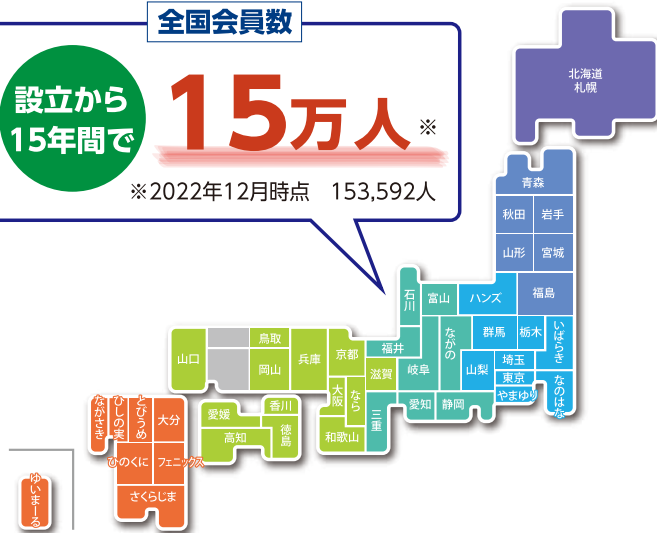 全国会員数
設立から
15年間で
15万人※
※2022年12月時点　153,592人
北海道
札幌
青森
秋田
岩手
山形
宮城
福島
石川
富山
ハンズ
群馬
栃木
いばらき
ながの
福井
岐阜
山梨
埼玉
東京
やまゆり
なのはな
愛知
静岡
三重
滋賀
京都
兵庫
大阪
なら
和歌山
鳥取
岡山
山口
香川
愛媛
徳島
高知
ながさき
ひしの実
とびうめ
大分
ひのくに
フェニックス
さくらじま
ゆいまーる